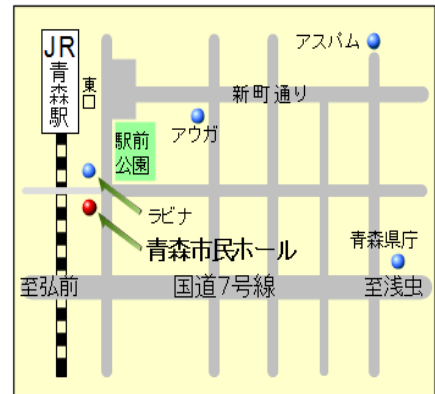 JR
青森駅
東口
アスパム
新町通り
アウガ
駅前
公園
ラビナ
青森市民ホール
青森県庁
至弘前
国道7号線
至浅虫